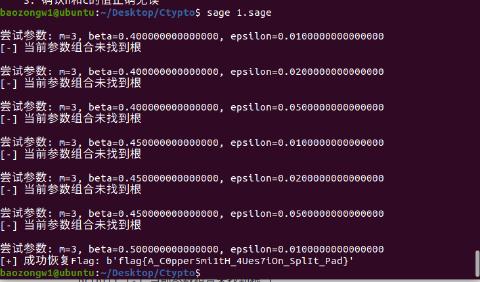 3. 确认n和c的值正确无误
baozongw1@ubuntu:~/Desktop/Ctypto$ sage 1.sage
尝试参数: m=3, beta=0.400000000000000, epsilon=0.0100000000000000
[-] 当前参数组合未找到根
尝试参数: m=3, beta=0.400000000000000, epsilon=0.0200000000000000
[-] 当前参数组合未找到根
尝试参数: m=3, beta=0.400000000000000, epsilon=0.0500000000000000
[-] 当前参数组合未找到根
尝试参数: m=3, beta=0.450000000000000, epsilon=0.0100000000000000
[-] 当前参数组合未找到根
尝试参数: m=3, beta=0.450000000000000, epsilon=0.0200000000000000
[-] 当前参数组合未找到根
尝试参数: m=3, beta=0.450000000000000, epsilon=0.0500000000000000
[-] 当前参数组合未找到根
尝试参数: m=3, beta=0.500000000000000, epsilon=0.0100000000000000
[+] 成功恢复Flag: b'flag{A_C0pper5m1tH_4Ues7iOn_SplIt_Pad}'
baozongw1@ubuntu:~/Desktop/Ctypto$